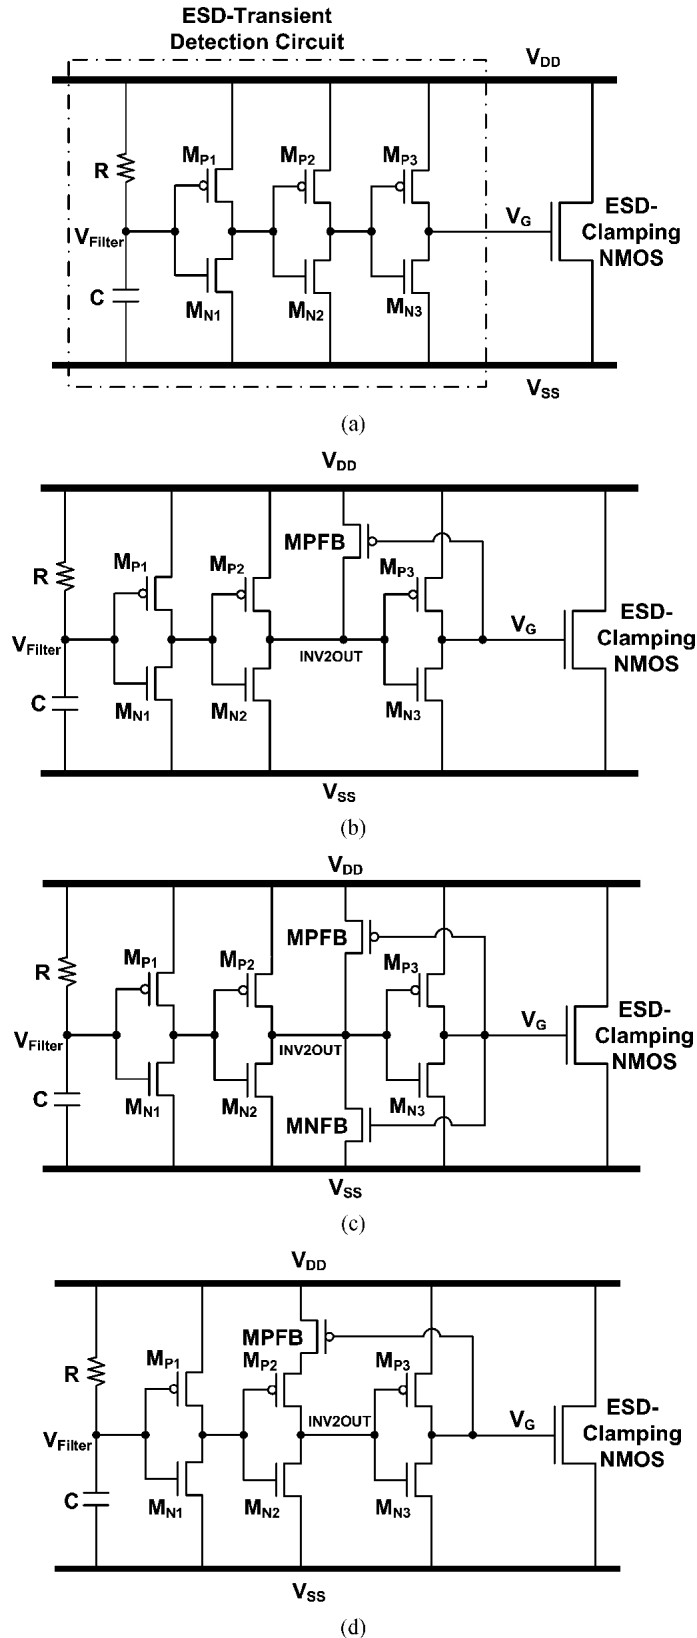 ESD-Transient
Detection Circuit
VDD
R
MP1
MP2
MP3
VFilter
VG
ESD-
Clamping
NMOS
C
MN1
MN2
MN3
VSS
(a)
VDD
MPFB
R
MP1
MP2
MP3
VFilter
INV2OUT
VG
ESD-
Clamping
NMOS
C
MN1
MN2
MN3
VSS
(b)
VDD
MPFB
R
MP1
MP2
MP3
VFilter
INV2OUT
VG
ESD-
Clamping
NMOS
C
MN1
MN2
MN3
MNFB
VSS
(c)
VDD
MPFB
R
MP1
MP2
MP3
VFilter
INV2OUT
VG
ESD-
Clamping
NMOS
C
MN1
MN2
MN3
VSS
(d)